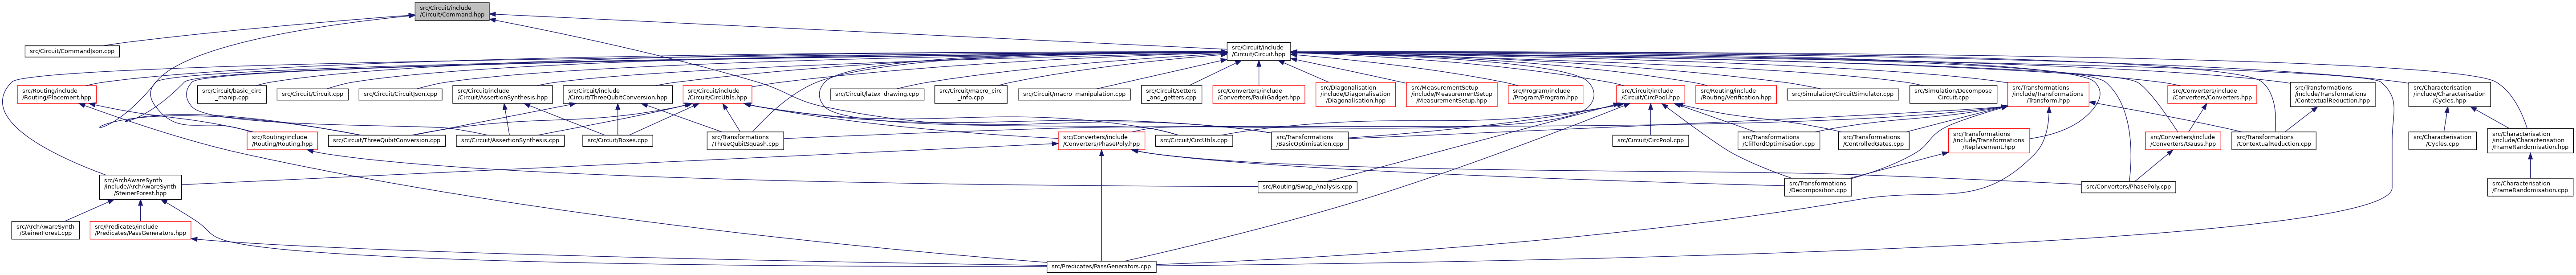 src/Circuit/include
/Circuit/Command.hpp
src/Circuit/CommandJson.cpp
src/Circuit/include
/Circuit/Circuit.hpp
src/Routing/include
/Routing/Placement.hpp
src/Circuit/basic_circ
_manip.cpp
src/Circuit/Circuit.cpp
src/Circuit/CircuitJson.cpp
src/Circuit/include
/Circuit/AssertionSynthesis.hpp
src/Circuit/include
/Circuit/ThreeQubitConversion.hpp
src/Circuit/include
/Circuit/CircUtils.hpp
src/Circuit/latex_drawing.cpp
src/Circuit/macro_circ
_info.cpp
src/Circuit/macro_manipulation.cpp
src/Circuit/setters
_and_getters.cpp
src/Converters/include
/Converters/PauliGadget.hpp
src/Diagonalisation
/include/Diagonalisation
/Diagonalisation.hpp
src/MeasurementSetup
/include/MeasurementSetup
/MeasurementSetup.hpp
src/Program/include
/Program/Program.hpp
src/Circuit/include
/Circuit/CircPool.hpp
src/Routing/include
/Routing/Verification.hpp
src/Simulation/CircuitSimulator.cpp
src/Simulation/Decompose
Circuit.cpp
src/Transformations
/include/Transformations
/Transform.hpp
src/Converters/include
/Converters/Converters.hpp
src/Transformations
/include/Transformations
/ContextualReduction.hpp
src/Characterisation
/include/Characterisation
/Cycles.hpp
src/Routing/include
/Routing/Routing.hpp
src/Circuit/ThreeQubitConversion.cpp
src/Circuit/AssertionSynthesis.cpp
src/Circuit/Boxes.cpp
src/Transformations
/ThreeQubitSquash.cpp
src/Converters/include
/Converters/PhasePoly.hpp
src/Circuit/CircUtils.cpp
src/Transformations
/BasicOptimisation.cpp
src/Circuit/CircPool.cpp
src/Transformations
/CliffordOptimisation.cpp
src/Transformations
/ControlledGates.cpp
src/Transformations
/include/Transformations
/Replacement.hpp
src/Converters/include
/Converters/Gauss.hpp
src/Transformations
/ContextualReduction.cpp
src/Characterisation
/Cycles.cpp
src/Characterisation
/include/Characterisation
/FrameRandomisation.hpp
src/ArchAwareSynth
/include/ArchAwareSynth
/SteinerForest.hpp
src/Routing/Swap_Analysis.cpp
src/Transformations
/Decomposition.cpp
src/Converters/PhasePoly.cpp
src/Characterisation
/FrameRandomisation.cpp
src/ArchAwareSynth
/SteinerForest.cpp
src/Predicates/include
/Predicates/PassGenerators.hpp
src/Predicates/PassGenerators.cpp